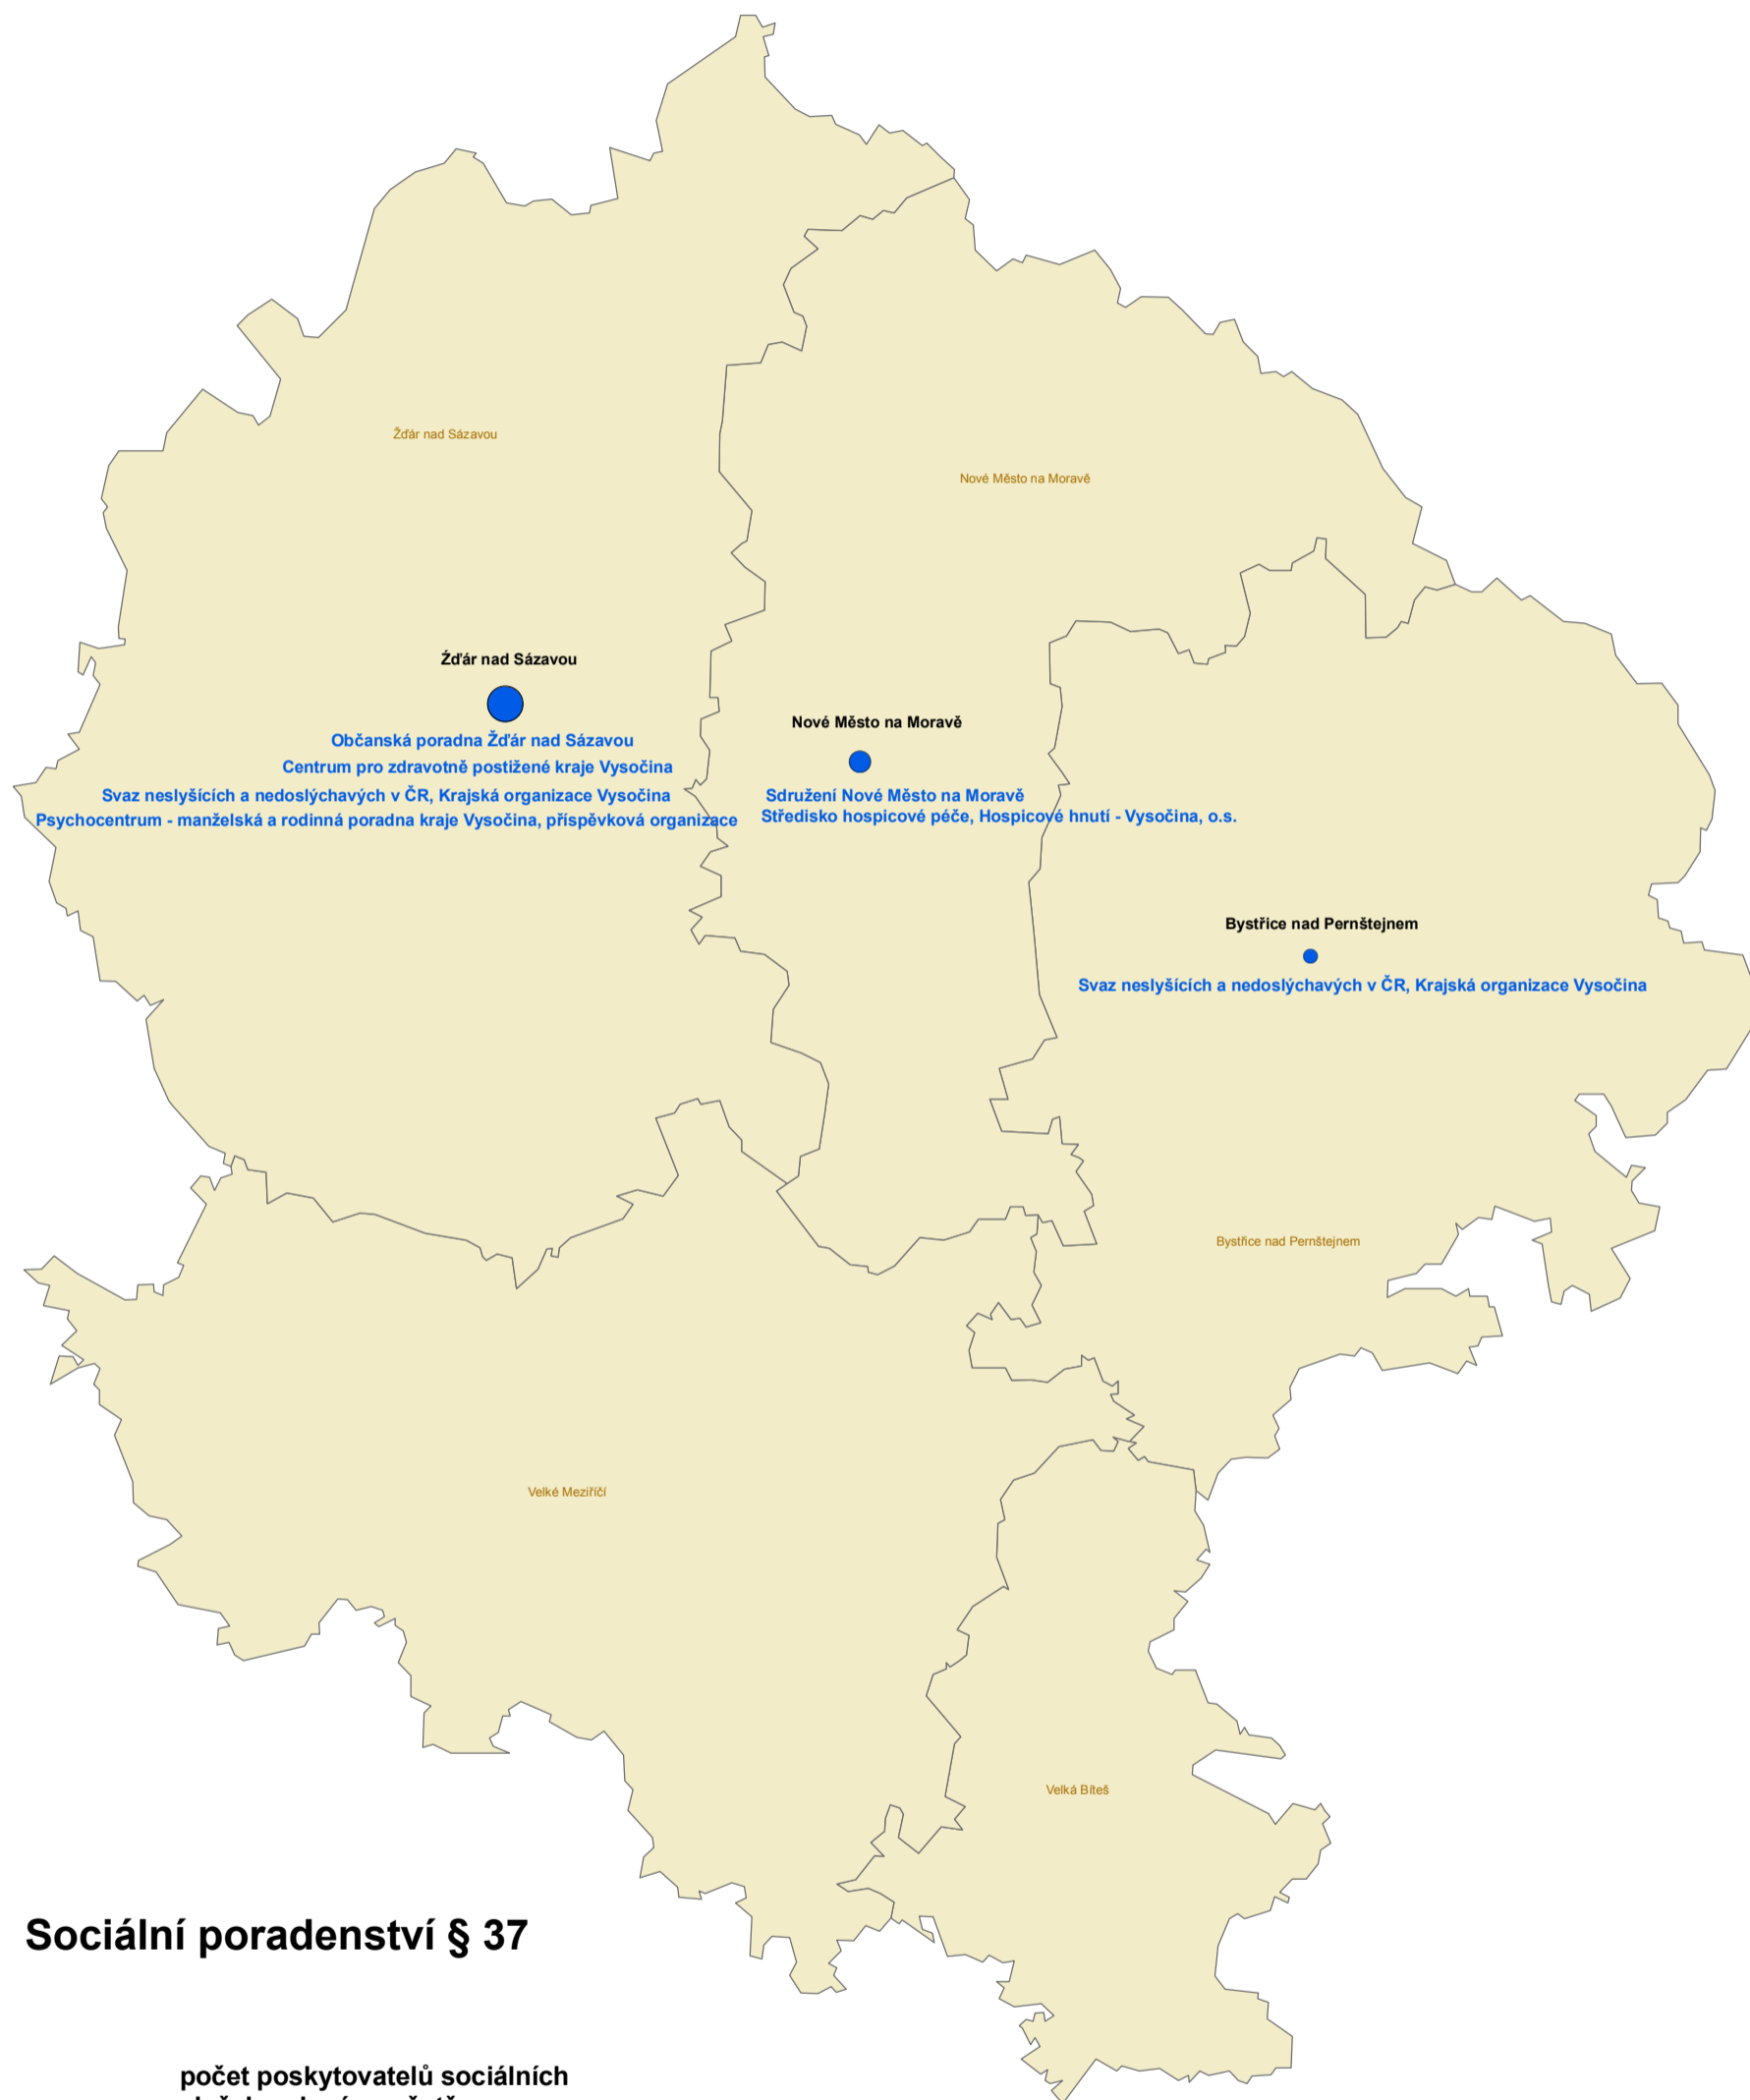 Žďár nad Sázavou
Nové Město na Moravě
Źďár nad Sázavou
Občanská poradna Žďár nad Sázavou
Centrum pro zdravotně postižené kraje Vysočina
Svaz neslyšících a nedoslýchavých v ČR, Krajská organizace Vysočina
Psychocentrum - manželská a rodinná poradna kraje Vysočina, příspěvková organizace
Nové Město na Moravě
Sdružení Nové Město na Moravě
Středisko hospicové péče, Hospicové hnutí - Vysočina, o.s.
Bystřice nad Pernštejnem
Svaz neslyšících a nedoslýchavých v ČR, Krajská organizace Vysočina
Bystřice nad Pernštejnem
Velké Meziříčí
Velká Bíteš
Sociální poradenství § 37
počet poskytovatelů sociálních